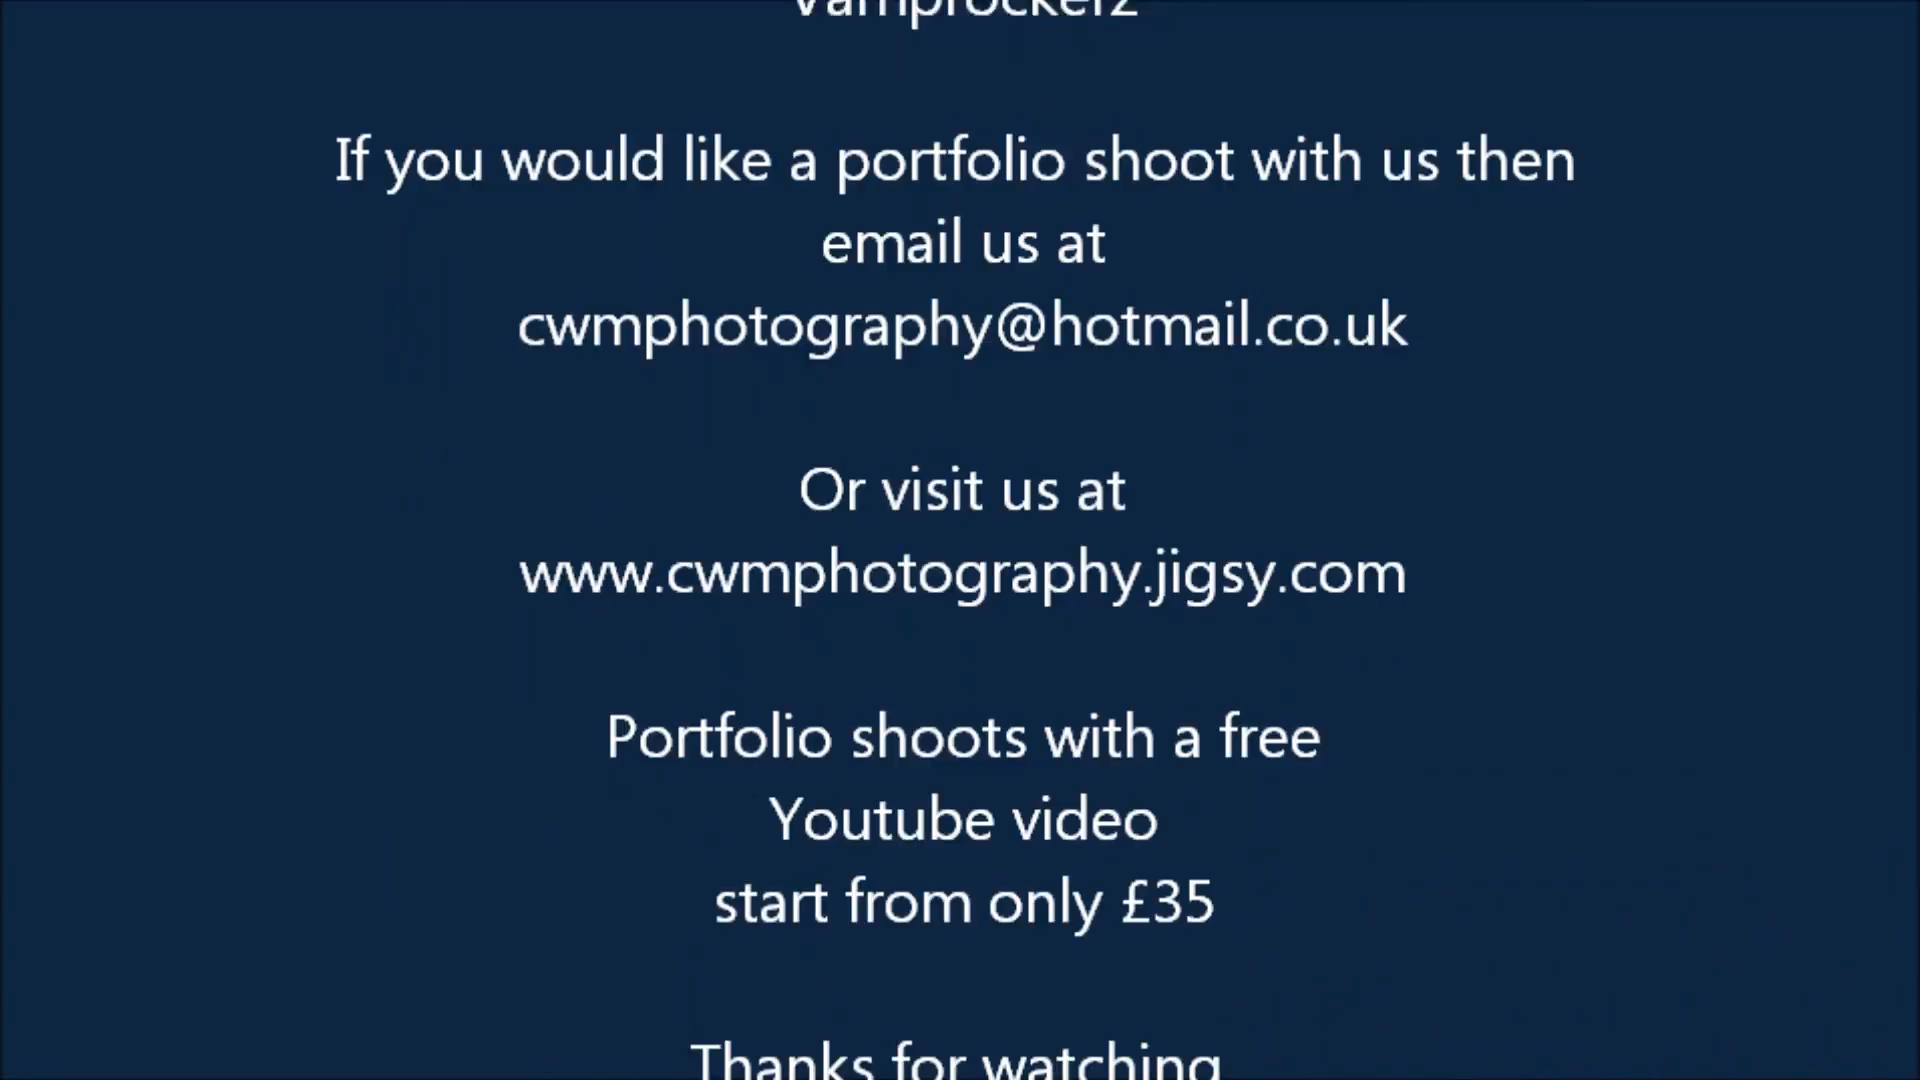 Vamprockerz
If you would like a portfolio shoot with us then
email us at
cwmphotography@hotmail.co.uk
Or visit us at
www.cwmphotography.jigsy.com
Portfolio shoots with a free
Youtube video
start from only £35
Thanks for watching